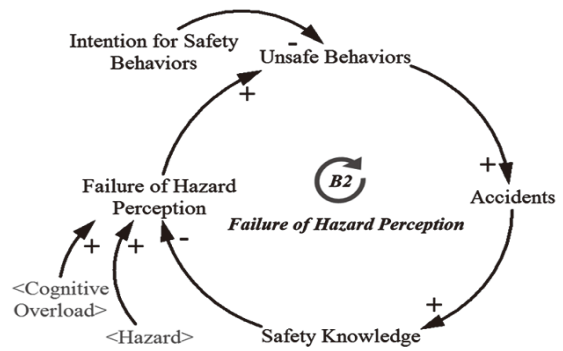 Intention for Safety
Behaviors
-
Unsafe Behaviors
+
+
B2
Failure of Hazard
Perception
Accidents
Failure of Hazard Perception
+
+
-
<Cognitive
Overload>
+
<Hazard>
Safety Knowledge